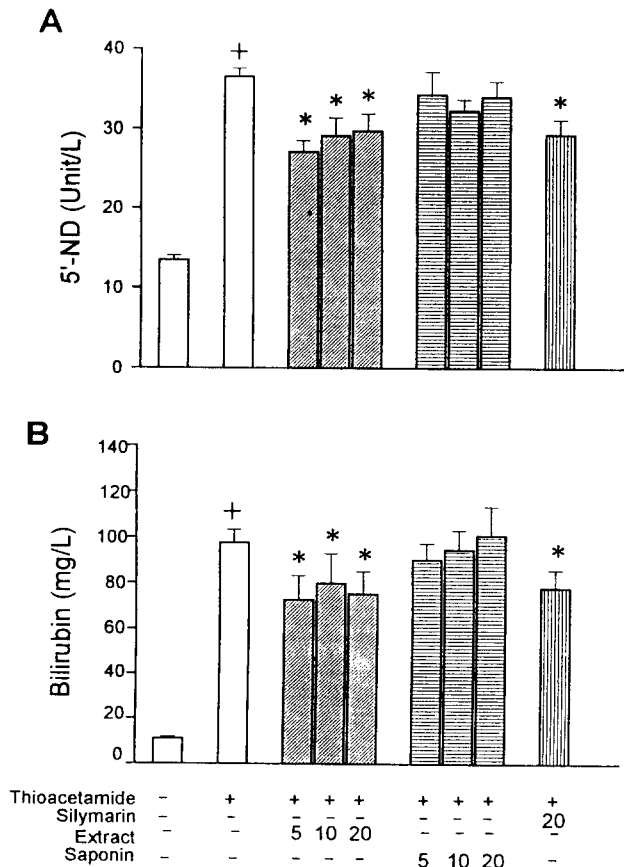 A
40
30
20
10
0
5'-ND (Unit/L)
+
* * *
*
B
140
120
100
80
60
40
20
0
Bilirubin (mg/L)
+
* * *
*
Thioacetamide – + + + + + + + +
Silymarin – – – – – – – – 20
Extract – – 5 10 20 – – – –
Saponin – – – – – 5 10 20 –